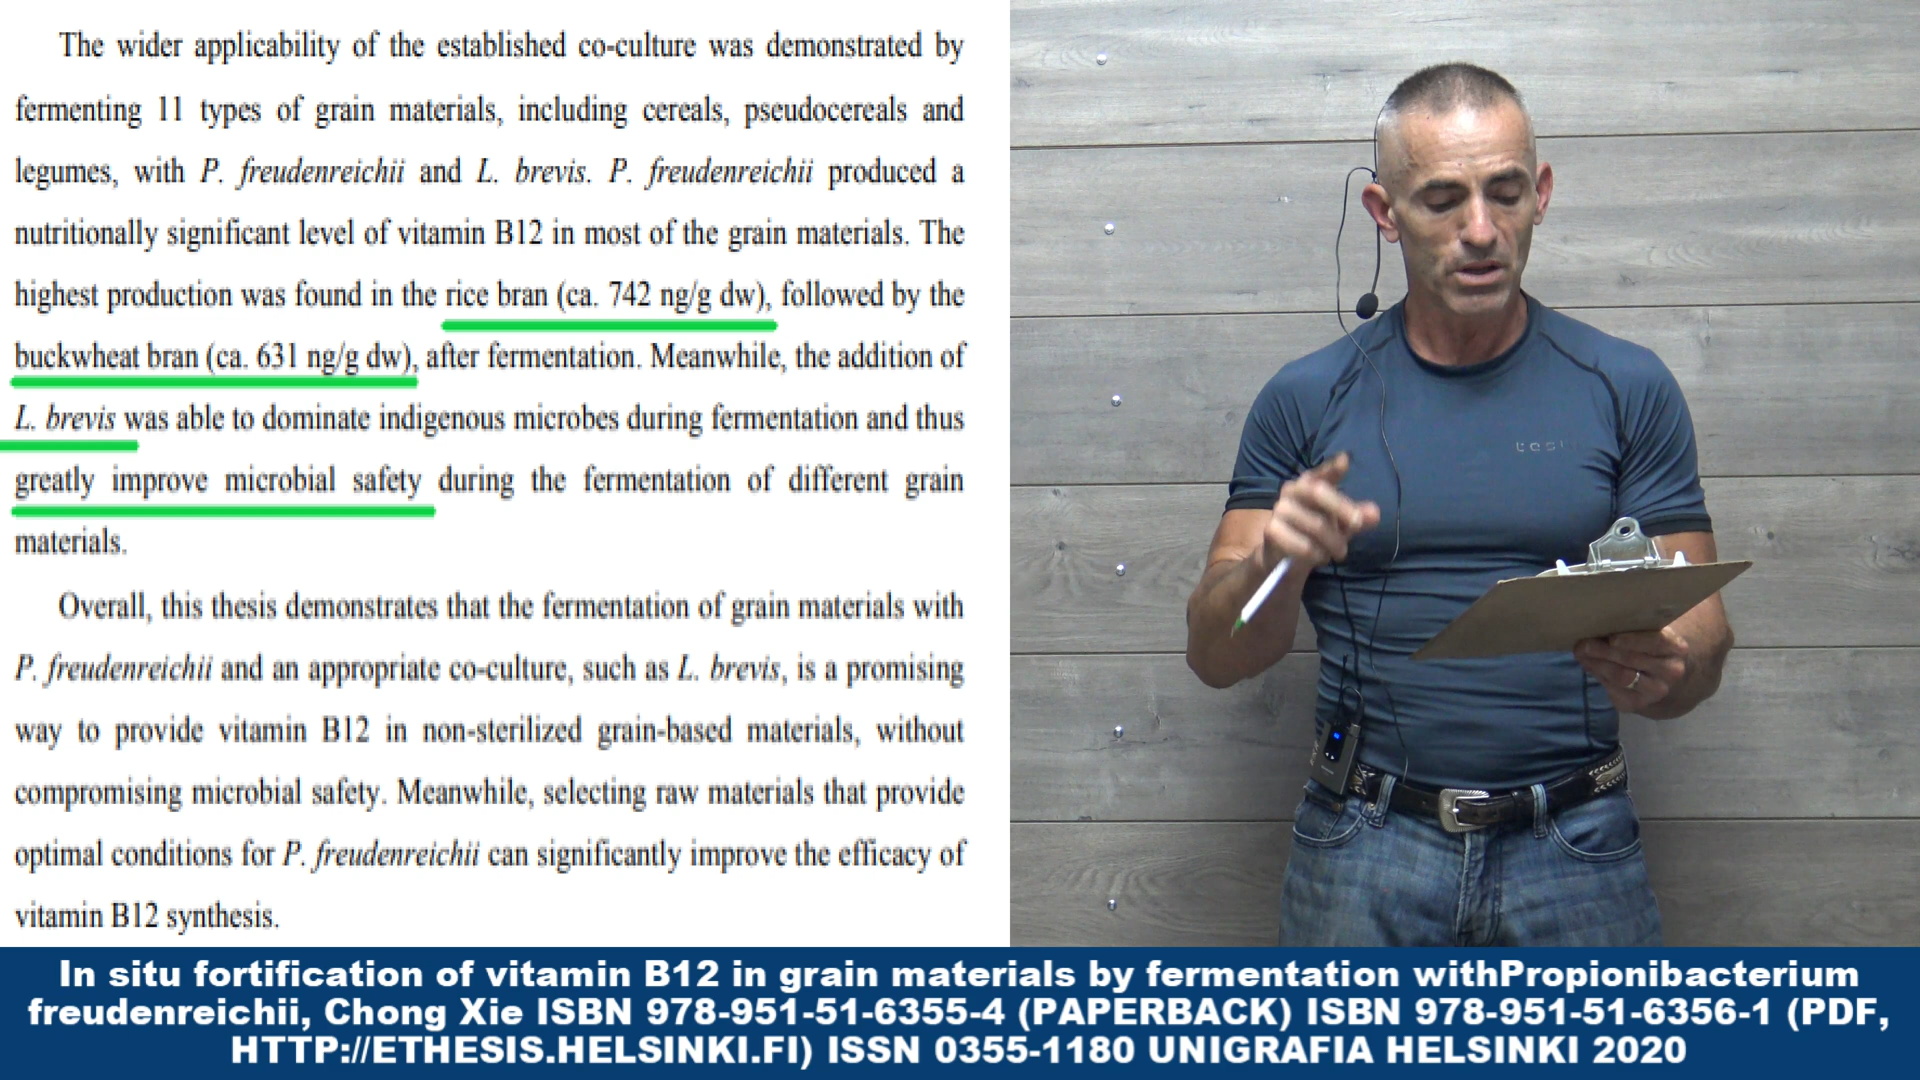 The wider applicability of the established co-culture was demonstrated by
fermenting 11 types of grain materials, including cereals, pseudocereals and
legumes, with P. freudenreichii and L. brevis. P. freudenreichii produced a
nutritionally significant level of vitamin B12 in most of the grain materials. The
highest production was found in the rice bran (ca. 742 ng/g dw), followed by the
buckwheat bran (ca. 631 ng/g dw), after fermentation. Meanwhile, the addition of
L. brevis was able to dominate indigenous microbes during fermentation and thus
greatly improve microbial safety during the fermentation of different grain
materials.
Overall, this thesis demonstrates that the fermentation of grain materials with
P. freudenreichii and an appropriate co-culture, such as L. brevis, is a promising
way to provide vitamin B12 in non-sterilized grain-based materials, without
compromising microbial safety. Meanwhile, selecting raw materials that provide
optimal conditions for P. freudenreichii can significantly improve the efficacy of
vitamin B12 synthesis.
In situ fortification of vitamin B12 in grain materials by fermentation withPropionibacterium
freudenreichii, Chong Xie ISBN 978-951-51-6355-4 (PAPERBACK) ISBN 978-951-51-6356-1 (PDF,
HTTP://ETHESIS.HELSINKI.FI) ISSN 0355-1180 UNIGRAFIA HELSINKI 2020